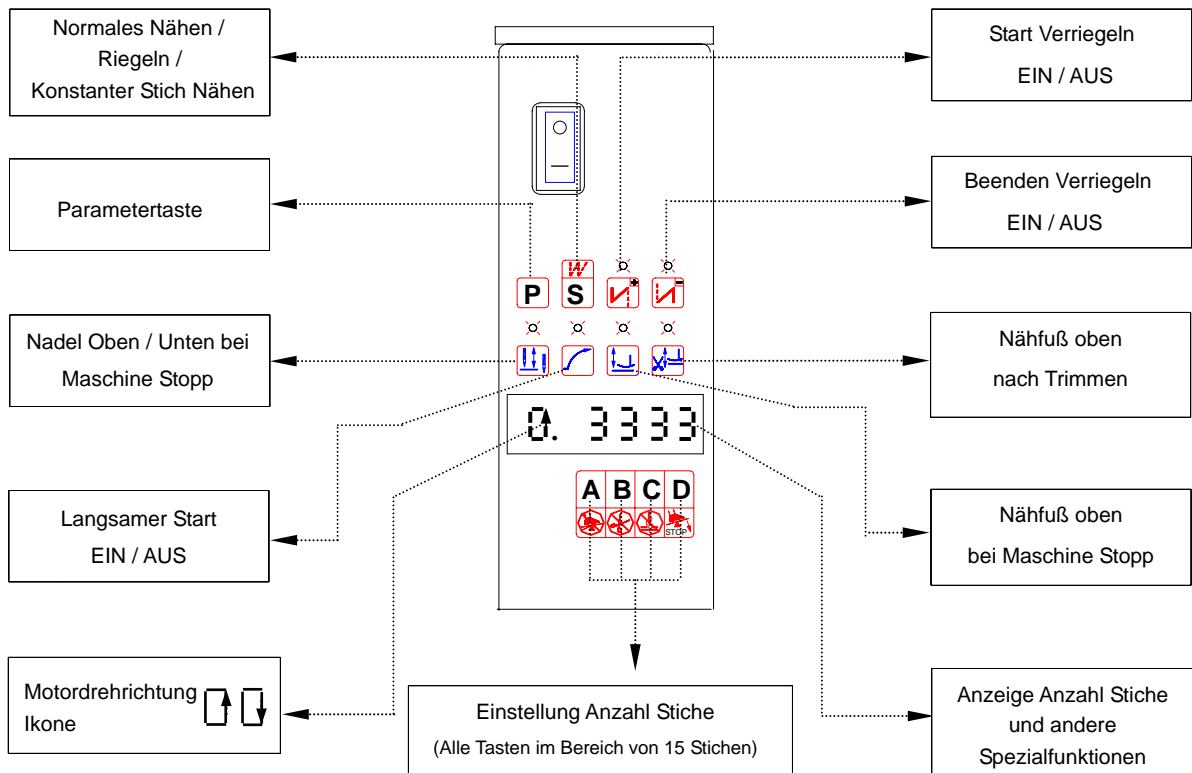 Normales Nähen /
Riegeln /
Konstanter Stich Nähen
Start Verriegeln
EIN / AUS
Parametertaste
Beenden Verriegeln
EIN / AUS
W
P
S
+
-
Nadel Oben / Unten bei
Maschine Stopp
Nähfuß oben
nach Trimmen
0. 3333
A B C D
STOP
Langsamer Start
EIN / AUS
Nähfuß oben
bei Maschine Stopp
Motordrehrichtung
Ikone
Einstellung Anzahl Stiche
(Alle Tasten im Bereich von 15 Stichen)
Anzeige Anzahl Stiche
und andere
Spezialfunktionen